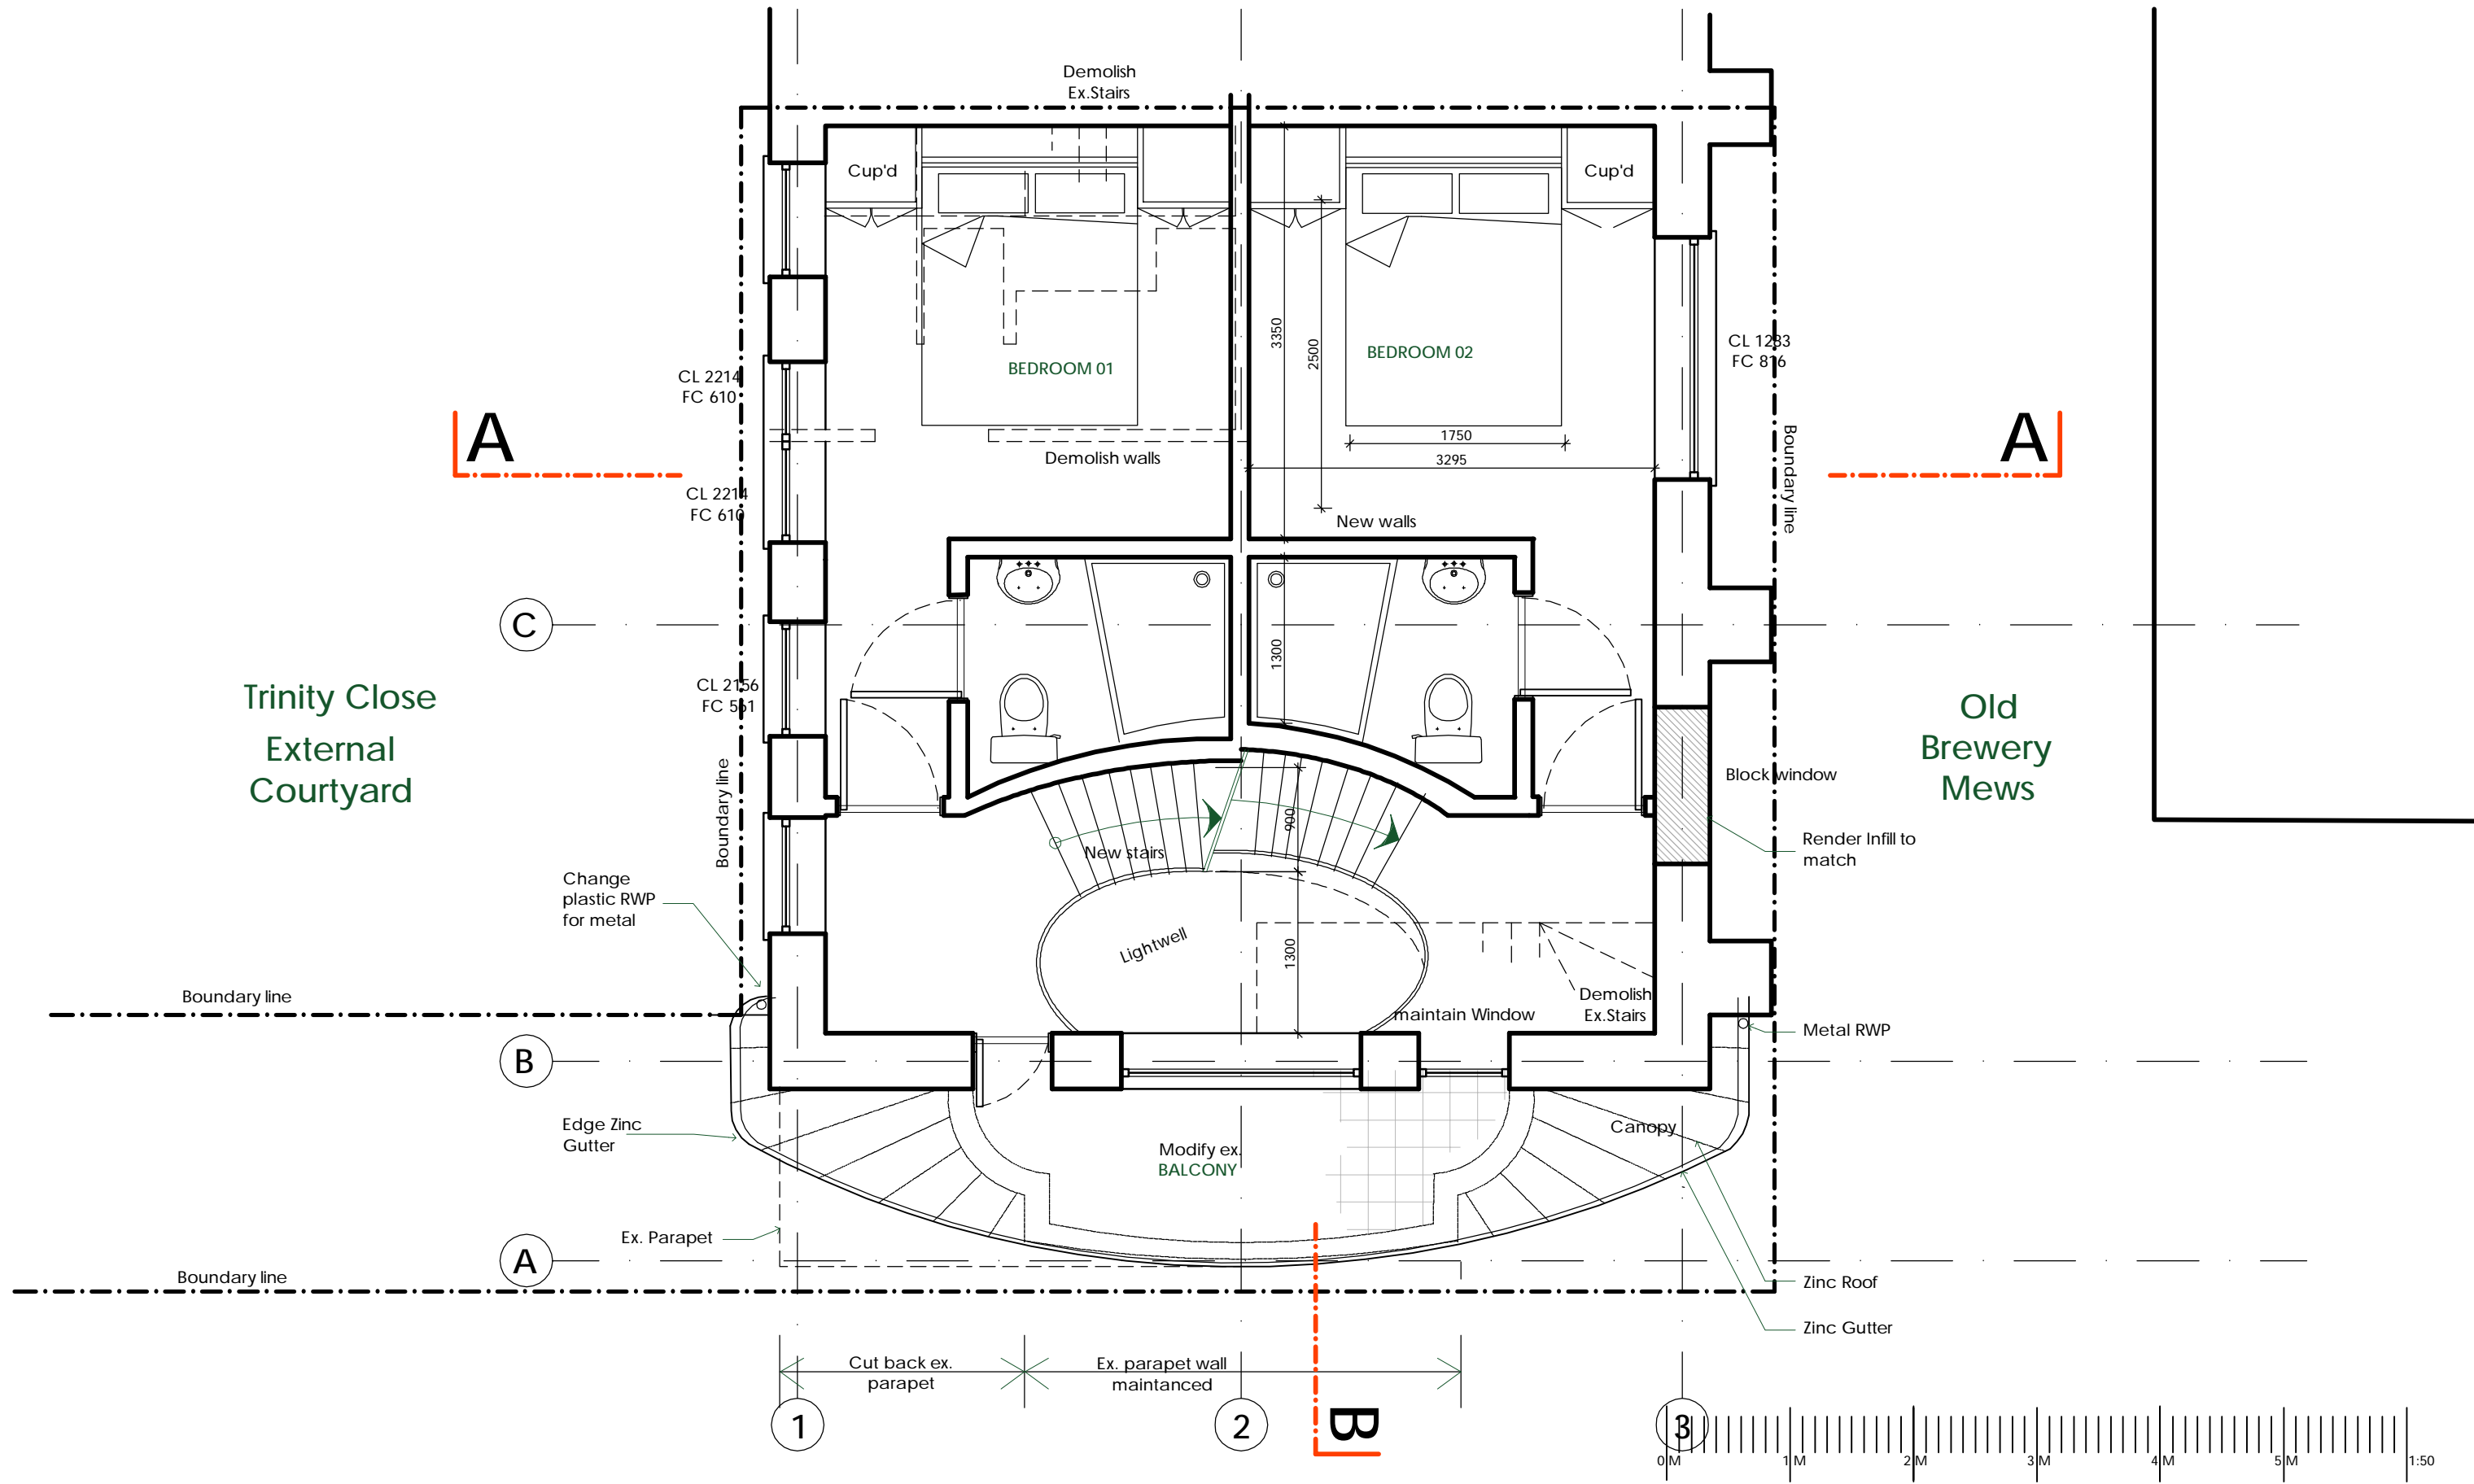 Demolish
Ex.Stairs
Cup'd
Cup'd
3350
2500
CL 1283
FC 816
BEDROOM 01
BEDROOM 02
CL 2214
FC 610
A
A
1750
3295
Demolish walls
Boundary line
CL 2214
FC 610
New walls
C
1300
CL 2156
FC 561
Trinity Close
External
Courtyard
Old
Brewery
Mews
Block window
Boundary line
900
New stairs
Render Infill to
match
Change
plastic RWP
for metal
Lightwell
1300
Boundary line
Demolish
Ex.Stairs
maintain Window
Metal RWP
B
Edge Zinc
Gutter
Canopy
Modify ex.
BALCONY
Ex. Parapet
A
Boundary line
Zinc Roof
Zinc Gutter
Cut back ex.
parapet
Ex. parapet wall
maintanced
1
2
B
3
0 M
1 M
2 M
3 M
4 M
5 M
1:50